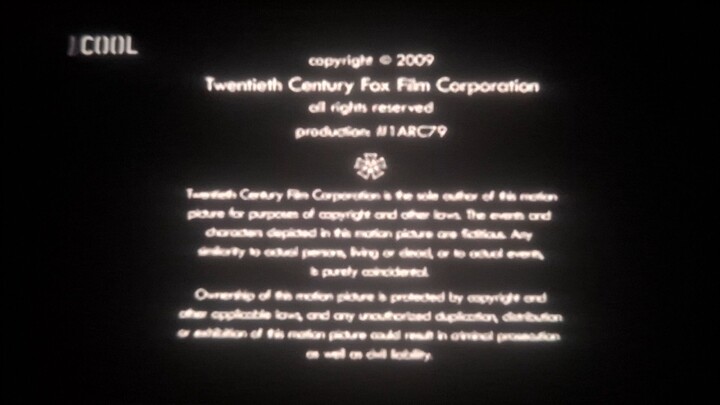 COOL
copyright © 2009
Twentieth Century Fox Film Corporation
all rights reserved
production: #1ARC79
Twentieth Century Film Corporation is the sole author of this motion
picture for purposes of copyright and other laws. The events and
characters depicted in this motion picture are fictitious. Any
similarity to actual persons, living or dead, or to actual events,
is purely coincidental.
Ownership of this motion picture is protected by copyright and
other applicable laws, and any unauthorized duplication, distribution
or exhibition of this motion picture could result in criminal prosecution
as well as civil liability.